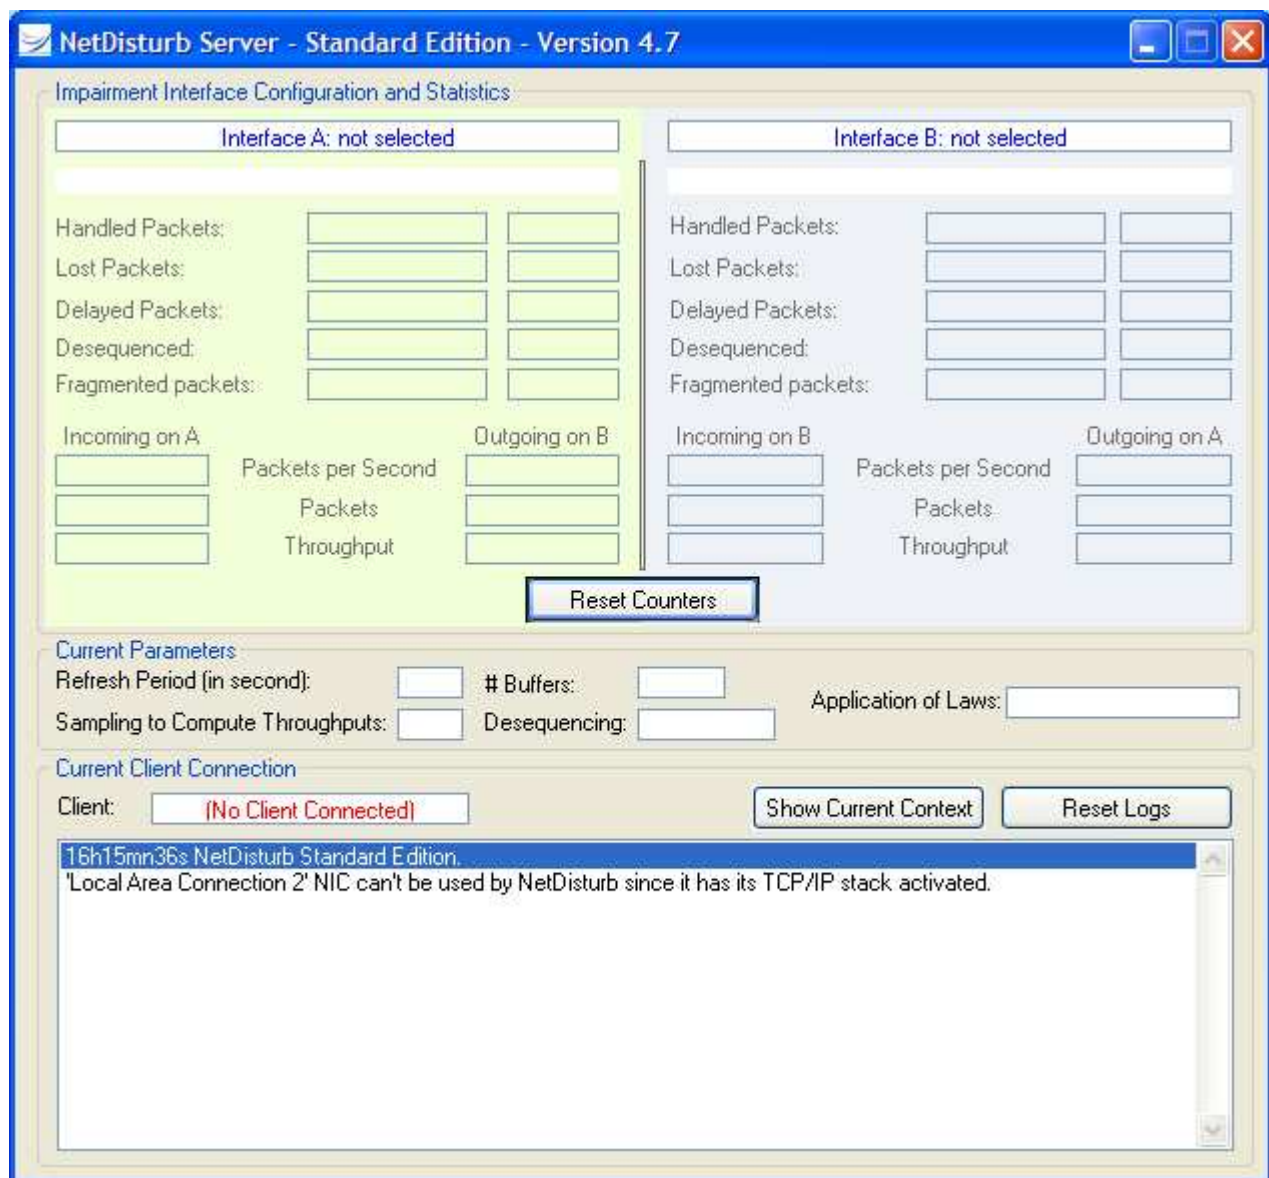 NetDisturb Server - Standard Edition - Version 4.7
Impairment Interface Configuration and Statistics
Interface A: not selected
Interface B: not selected
Handled Packets:
Handled Packets:
Lost Packets:
Lost Packets:
Delayed Packets:
Delayed Packets:
Desequenced:
Desequenced:
Fragmented packets:
Fragmented packets:
Incoming on A
Outgoing on B
Incoming on B
Outgoing on A
Packets per Second
Packets per Second
Packets
Packets
Throughput
Throughput
Reset Counters
Current Parameters
Refresh Period (in second):
# Buffers:
Application of Laws:
Sampling to Compute Throughputs:
Desequencing:
Current Client Connection
Client:
(No Client Connected)
Show Current Context
Reset Logs
16h15mn36s NetDisturb Standard Edition.
'Local Area Connection 2' NIC can't be used by NetDisturb since it has its TCP/IP stack activated.